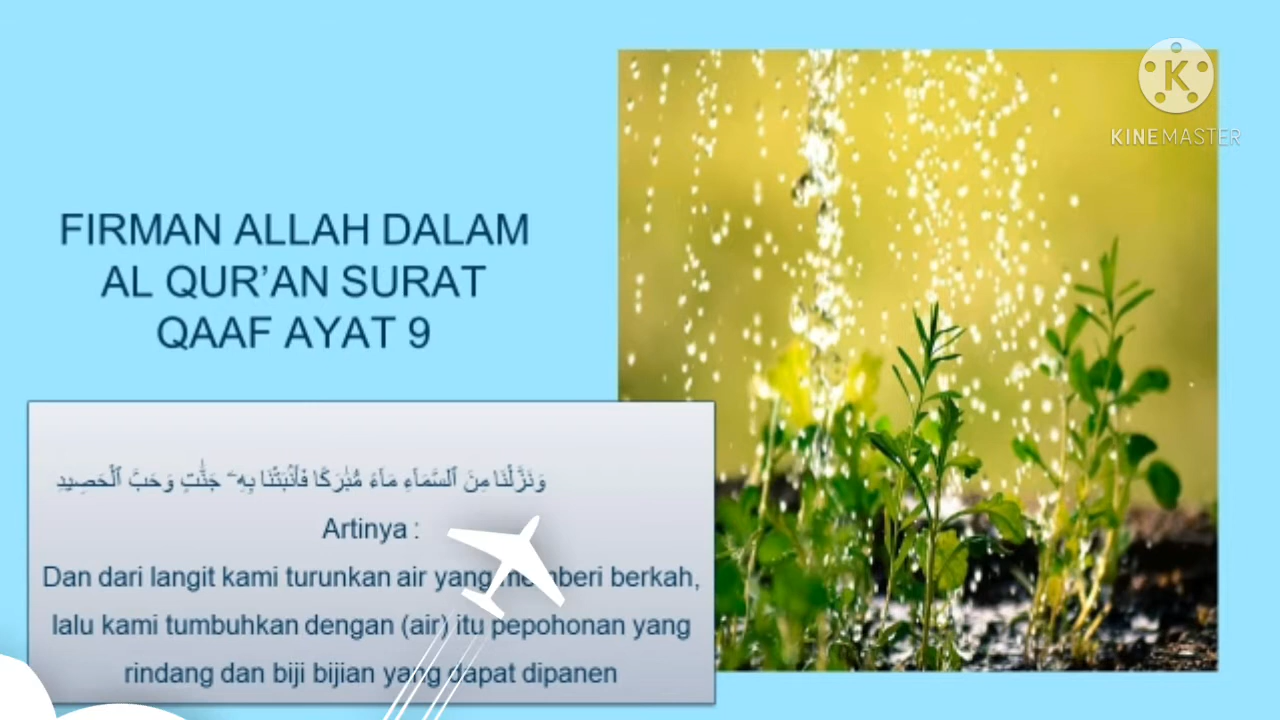 FIRMAN ALLAH DALAM
AL QUR’AN SURAT
QAAF AYAT 9
وَنَزَّلْنَا مِنَ ٱلسَّمَآءِ مَآءً مُّبَٰرَكًا فَأَنۢبَتْنَا بِهِۦ جَنَّٰتٍ وَحَبَّ ٱلْحَصِيدِ
Artinya :
Dan dari langit kami turunkan air yang memberi berkah,
lalu kami tumbuhkan dengan (air) itu pepohonan yang
rindang dan biji bijian yang dapat dipanen
K
KINEMASTER